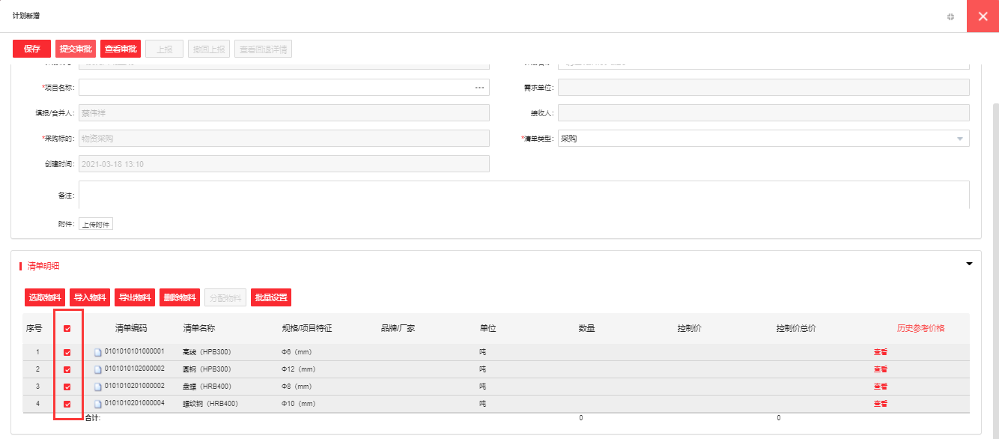 计划新增
保存 提交审批 查看审批 上报 撤回上报 查看回退详情
*项目名称: ··· 需求单位:
填报/合并人: 蔡伟祥 接收人:
*采购标的: 物资采购 *清单类型: 采购
创建时间: 2021-03-18 13:10
备注:
附件: 上传附件
清单明细
选取物料 导入物料 导出物料 删除物料 分配物料 批量设置
序号 清单编码 清单名称 规格/项目特征 品牌/厂家 单位 数量 控制价 控制价总价 历史参考价格
1 0101010101000001 高线（HPB300） Φ6（mm） 吨 查看
2 0101010102000002 圆钢（HPB300） Φ12（mm） 吨 查看
3 0101010201000002 盘螺（HRB400） Φ8（mm） 吨 查看
4 0101010201000004 螺纹钢（HRB400） Φ10（mm） 吨 查看
合计: 0 0